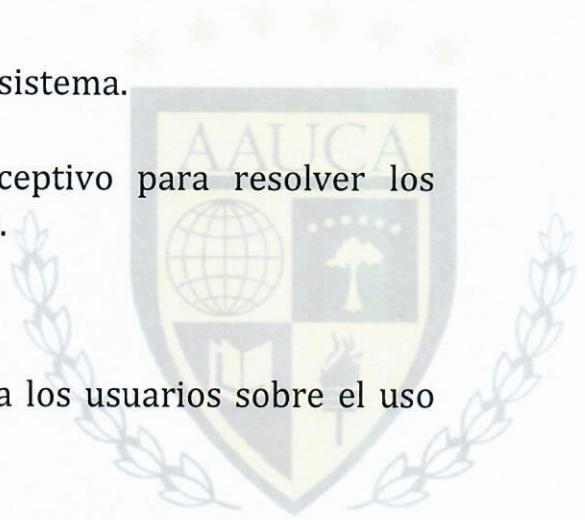 sistema.
AAUCA
ceptivo para resolver los
.
a los usuarios sobre el uso